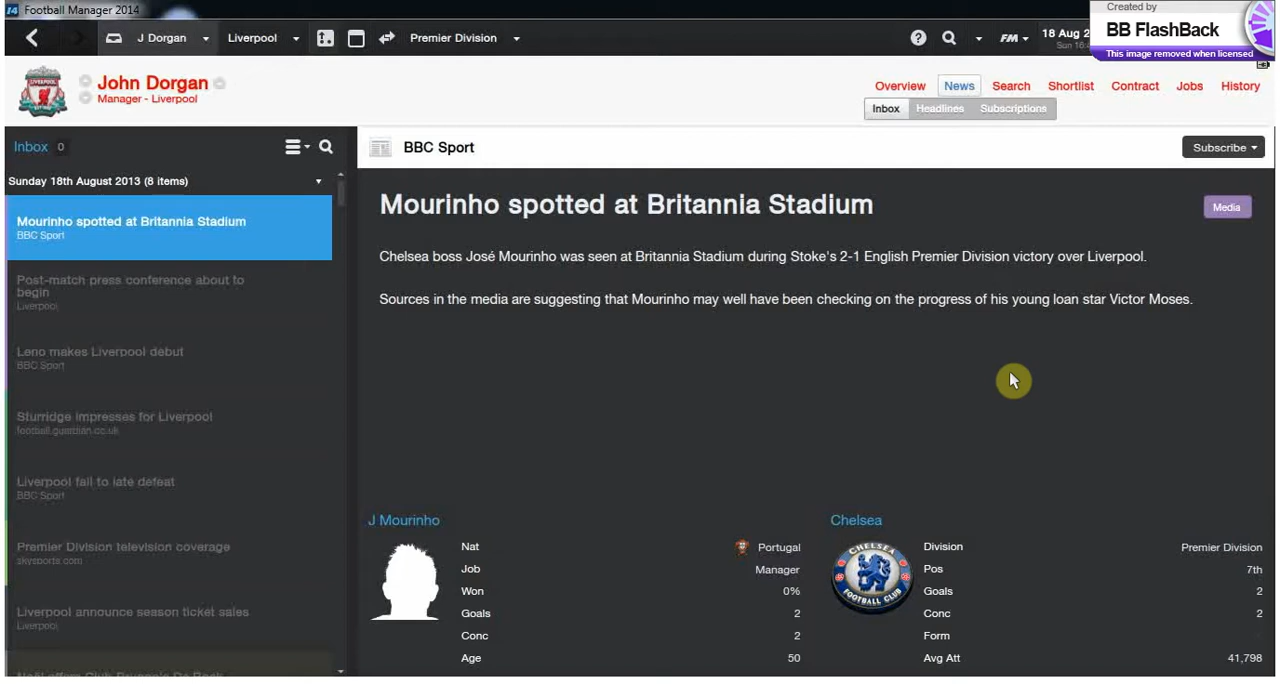 Football Manager 2014
Created by
BB FlashBack
This image removed when licensed
J Dorgan
Liverpool
Premier Division
FM
18 Aug 2
John Dorgan
Manager - Liverpool
Overview
News
Search
Shortlist
Contract
Jobs
History
Inbox
Headlines
Subscriptions
Inbox 0
BBC Sport
Subscribe
Sunday 18th August 2013 (8 items)
Mourinho spotted at Britannia Stadium
BBC Sport
Post-match press conference about to
begin
Liverpool
Leno makes Liverpool debut
BBC Sport
Sturridge impresses for Liverpool
football.guardian.co.uk
Liverpool fall to late defeat
BBC Sport
Premier Division television coverage
skysports.com
Liverpool announce season ticket sales
Liverpool
Mourinho spotted at Britannia Stadium
Media
Chelsea boss José Mourinho was seen at Britannia Stadium during Stoke's 2-1 English Premier Division victory over Liverpool.
Sources in the media are suggesting that Mourinho may well have been checking on the progress of his young loan star Victor Moses.
J Mourinho
Nat Portugal
Job Manager
Won 0%
Goals 2
Conc 2
Age 50
Chelsea
CHELSEA
FOOTBALL CLUB
Division Premier Division
Pos 7th
Goals 2
Conc 2
Form
Avg Att 41,798